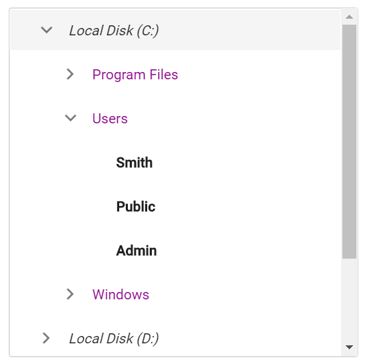 Local Disk (C:)
Program Files
Users
Smith
Public
Admin
Windows
Local Disk (D:)